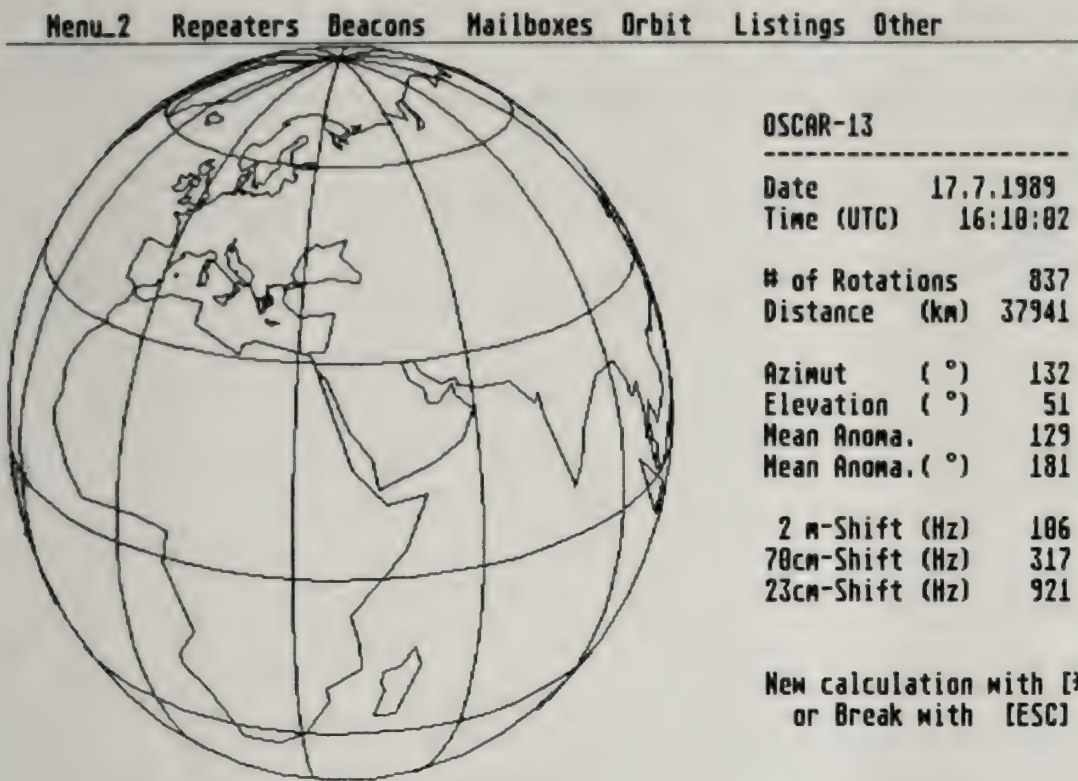 Menu_2 Repeaters Beacons Mailboxes Orbit Listings Other
OSCAR-13
----------------------
Date 17.7.1989
Time (UTC) 16:10:02
# of Rotations 837
Distance (km) 37941
Azimut ( °) 132
Elevation ( °) 51
Mean Anoma. 129
Mean Anoma.( °) 181
2 m-Shift (Hz) 106
70cm-Shift (Hz) 317
23cm-Shift (Hz) 921
New calculation with
or Break with [ESC]